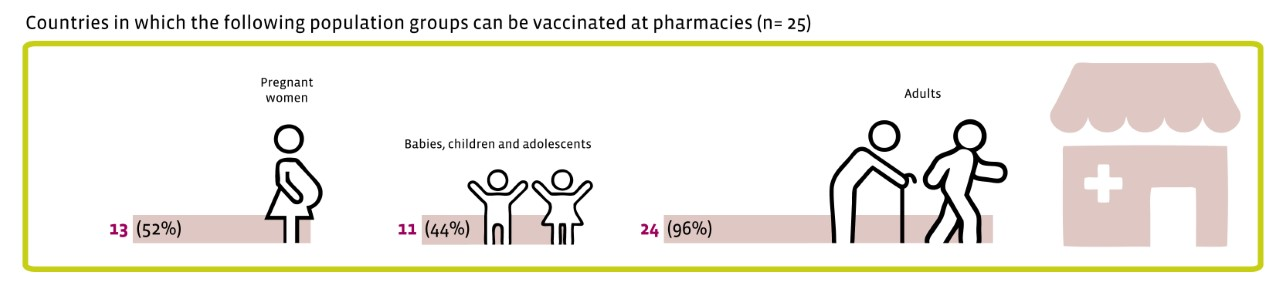 Countries in which the following population groups can be vaccinated at pharmacies (n= 25)
Pregnant
women
13 (52%)
Babies, children and adolescents
11 (44%)
Adults
24 (96%)